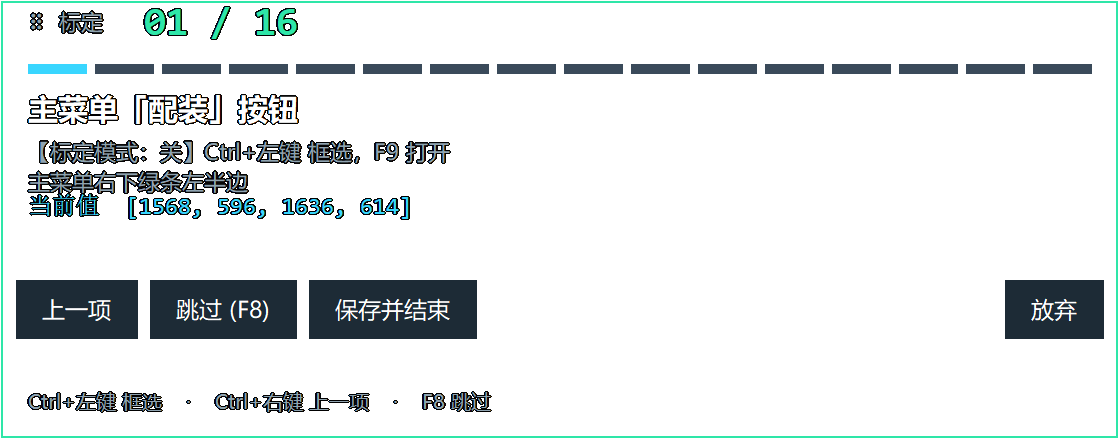 ⠿ 标定 01 / 16
主菜单「配装」按钮
【标定模式：关】Ctrl+左键 框选，F9 打开
主菜单右下绿条左半边
当前值 [1568, 596, 1636, 614]
上一项 跳过 (F8) 保存并结束 放弃
Ctrl+左键 框选 · Ctrl+右键 上一项 · F8 跳过